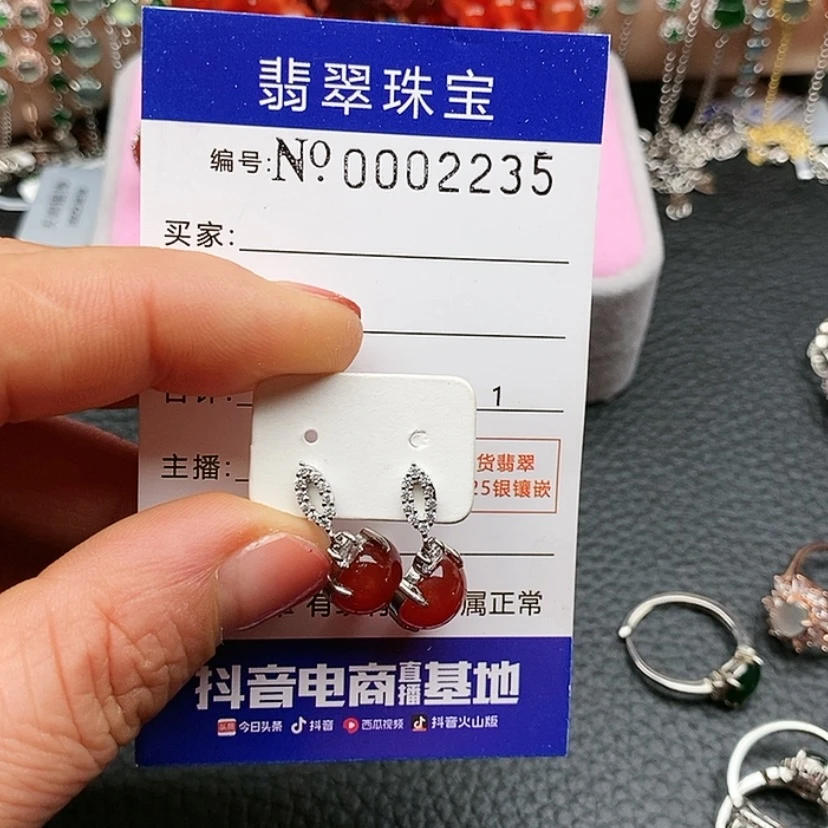 翡翠珠宝
编号:No.0002235
买家:
1
主播:
货翡翠
25银镶嵌
属正常
抖音电商直播基地
今日头条 抖音 西瓜视频 抖音火山版